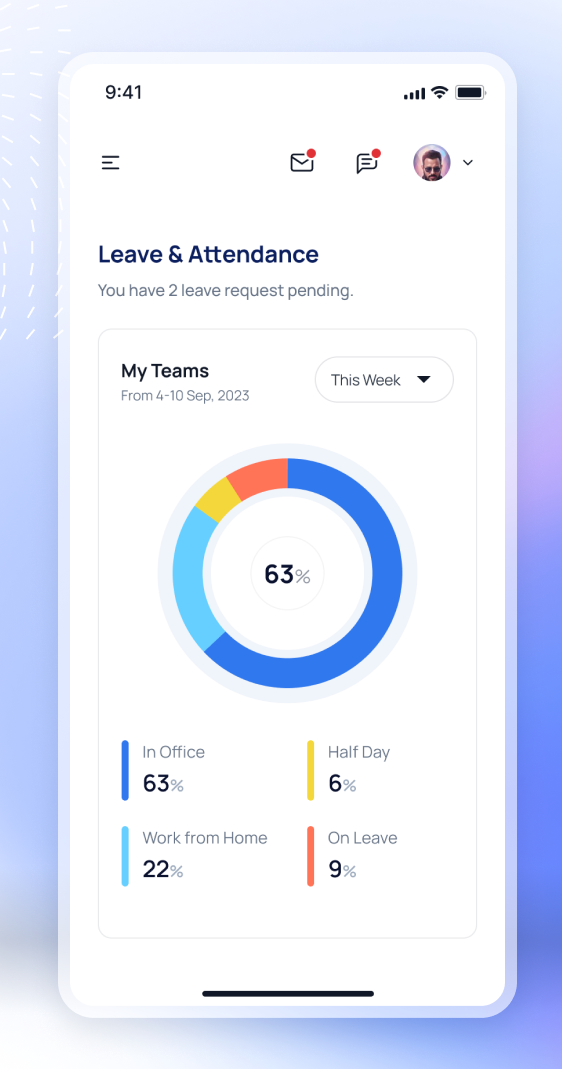 9:41
Leave & Attendance
You have 2 leave request pending.
My Teams
This Week
From 4-10 Sep, 2023
63%
In Office
Half Day
63%
6%
Work from Home
On Leave
22%
9%